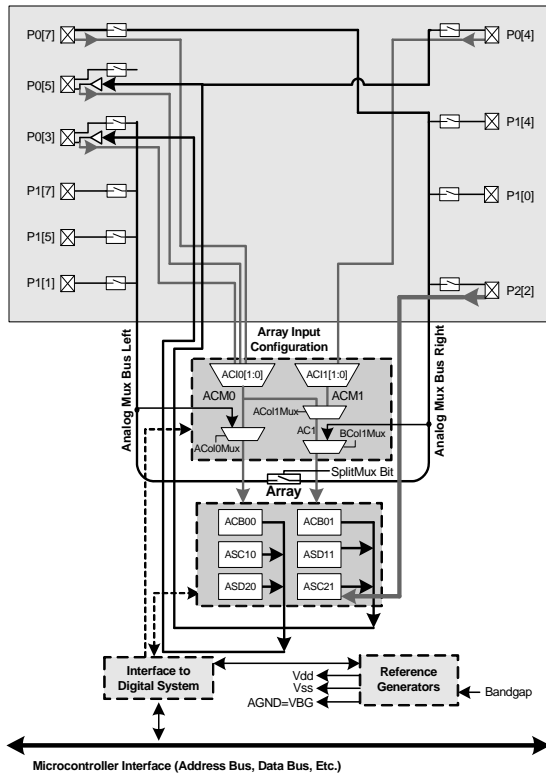 P0[7]
P0[4]
P0[5]
P0[3]
P1[4]
P1[7]
P1[0]
P1[5]
P1[1]
P2[2]
Analog Mux Bus Left
Analog Mux Bus Right
Array Input
Configuration
ACI0[1:0]
ACI1[1:0]
ACM0
ACM1
ACol1Mux
AC1
BCol1Mux
ACol0Mux
SplitMux Bit
Array
ACB00
ACB01
ASC10
ASD11
ASD20
ASC21
Interface to
Digital System
Vdd
Vss
AGND=VBG
Reference
Generators
Bandgap
Microcontroller Interface (Address Bus, Data Bus, Etc.)